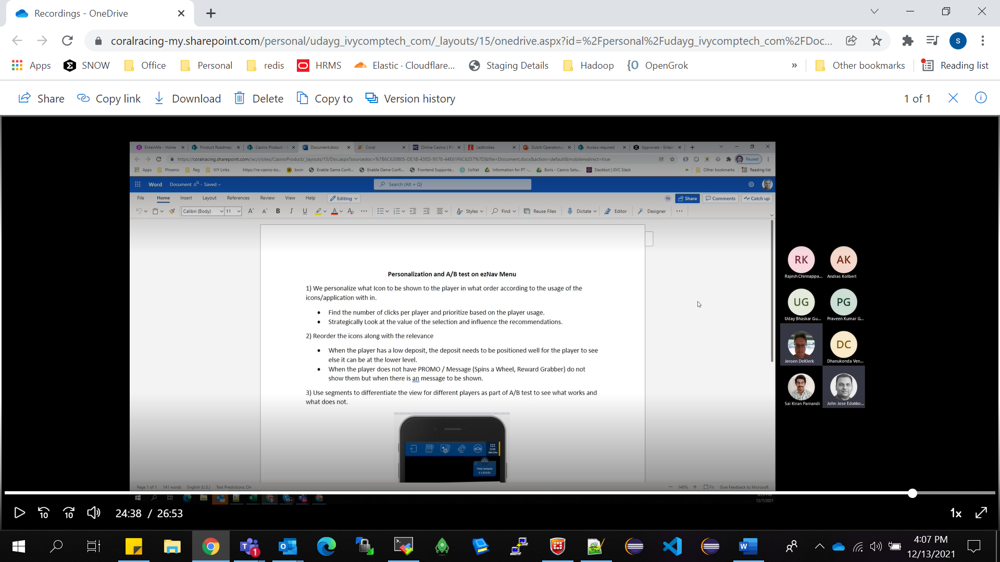 Recordings - OneDrive
coralracing-my.sharepoint.com/personal/udayg_ivycomptech_com/_layouts/15/onedrive.aspx?id=%2Fpersonal%2Fudayg_ivycomptech_com%2FDoc...
S
Apps SNOW Office Personal redis HRMS Elastic · Cloudflare... Staging Details Hadoop OpenGrok » Other bookmarks Reading list
Share Copy link Download Delete Copy to Version history 1 of 1
EntainMe - Home Product Roadmap Casino Product - Document.docx Coral Online Casino | Pl Ladbrokes Dutch Operators.p Access required Approvals - Entain
https://coralracing.sharepoint.com/:w:/r/sites/CasinoProduct/_layouts/15/Doc.aspx?sourcedoc=%7B6C620B05-DE1B-43ED-9578-44E61F6C6257%7D&file=Document.docx&action=default&mobileredirect=true Paused
Apps Phoenix Reg IVY Links https://re-casino-bz... bwin Enable Game Confi... Enable Game Confi... Frontend Supporte... JioNet Information for PT -... Boris - Casino Setu... Slackbot | GVC Slack » Other bookmarks Reading list
Word Document - Saved Search (Alt + Q)
File Home Insert Layout References Review View Help Editing TM Share Comments Catch up
Calibri (Body) 11 A A B I U A A ... Styles Find Reuse Files Dictate Editor Designer ...
Personalization and A/B test on ezNav Menu
1) We personalize what Icon to be shown to the player in what order according to the usage of the
icons/application with in.
• Find the number of clicks per player and prioritize based on the player usage.
• Strategically Look at the value of the selection and influence the recommendations.
2) Reorder the icons along with the relevance
• When the player has a low deposit, the deposit needs to be positioned well for the player to see
else it can be at the lower level.
• When the player does not have PROMO / Message (Spins a Wheel, Reward Grabber) do not
show them but when there is an message to be shown.
3) Use segments to differentiate the view for different players as part of A/B test to see what works and
what does not.
12:00
Total Jackpots
RK AK
Rajesh Chinnappa... Andras Kolbert
UG PG
Uday Bhaskar Gu... Praveen Kumar G...
DC
Jeroen DeKlerk Dhanukonda Ven...
Sai Kiran Parnandi John Jose Edakko...
Page 1 of 1 141 words English (U.S.) Text Predictions: On 140% Fit Give Feedback to Microsoft
99+
12/7/2021
10 10 24:38 / 26:53 1x
1
4:07 PM
12/13/2021